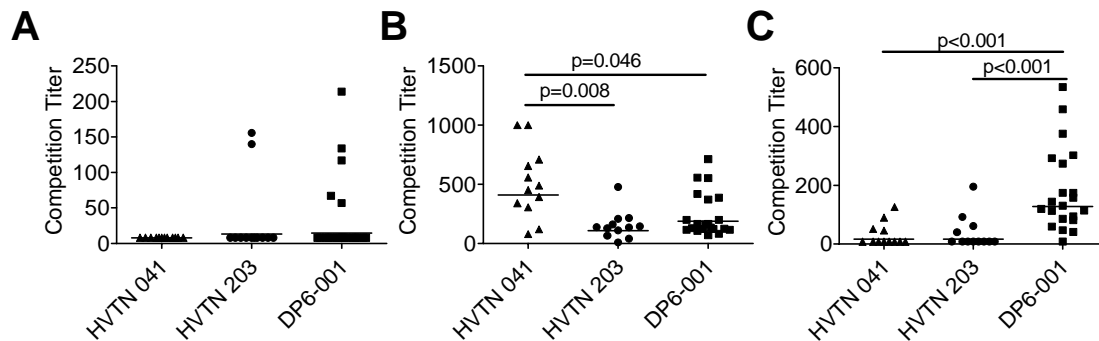 A
Competition Titer
250
200
150
100
50
0
HVTN 041
HVTN 203
DP6-001
B
Competition Titer
1500
1000
500
0
p=0.046
p=0.008
HVTN 041
HVTN 203
DP6-001
C
Competition Titer
600
400
200
0
p<0.001
p<0.001
HVTN 041
HVTN 203
DP6-001